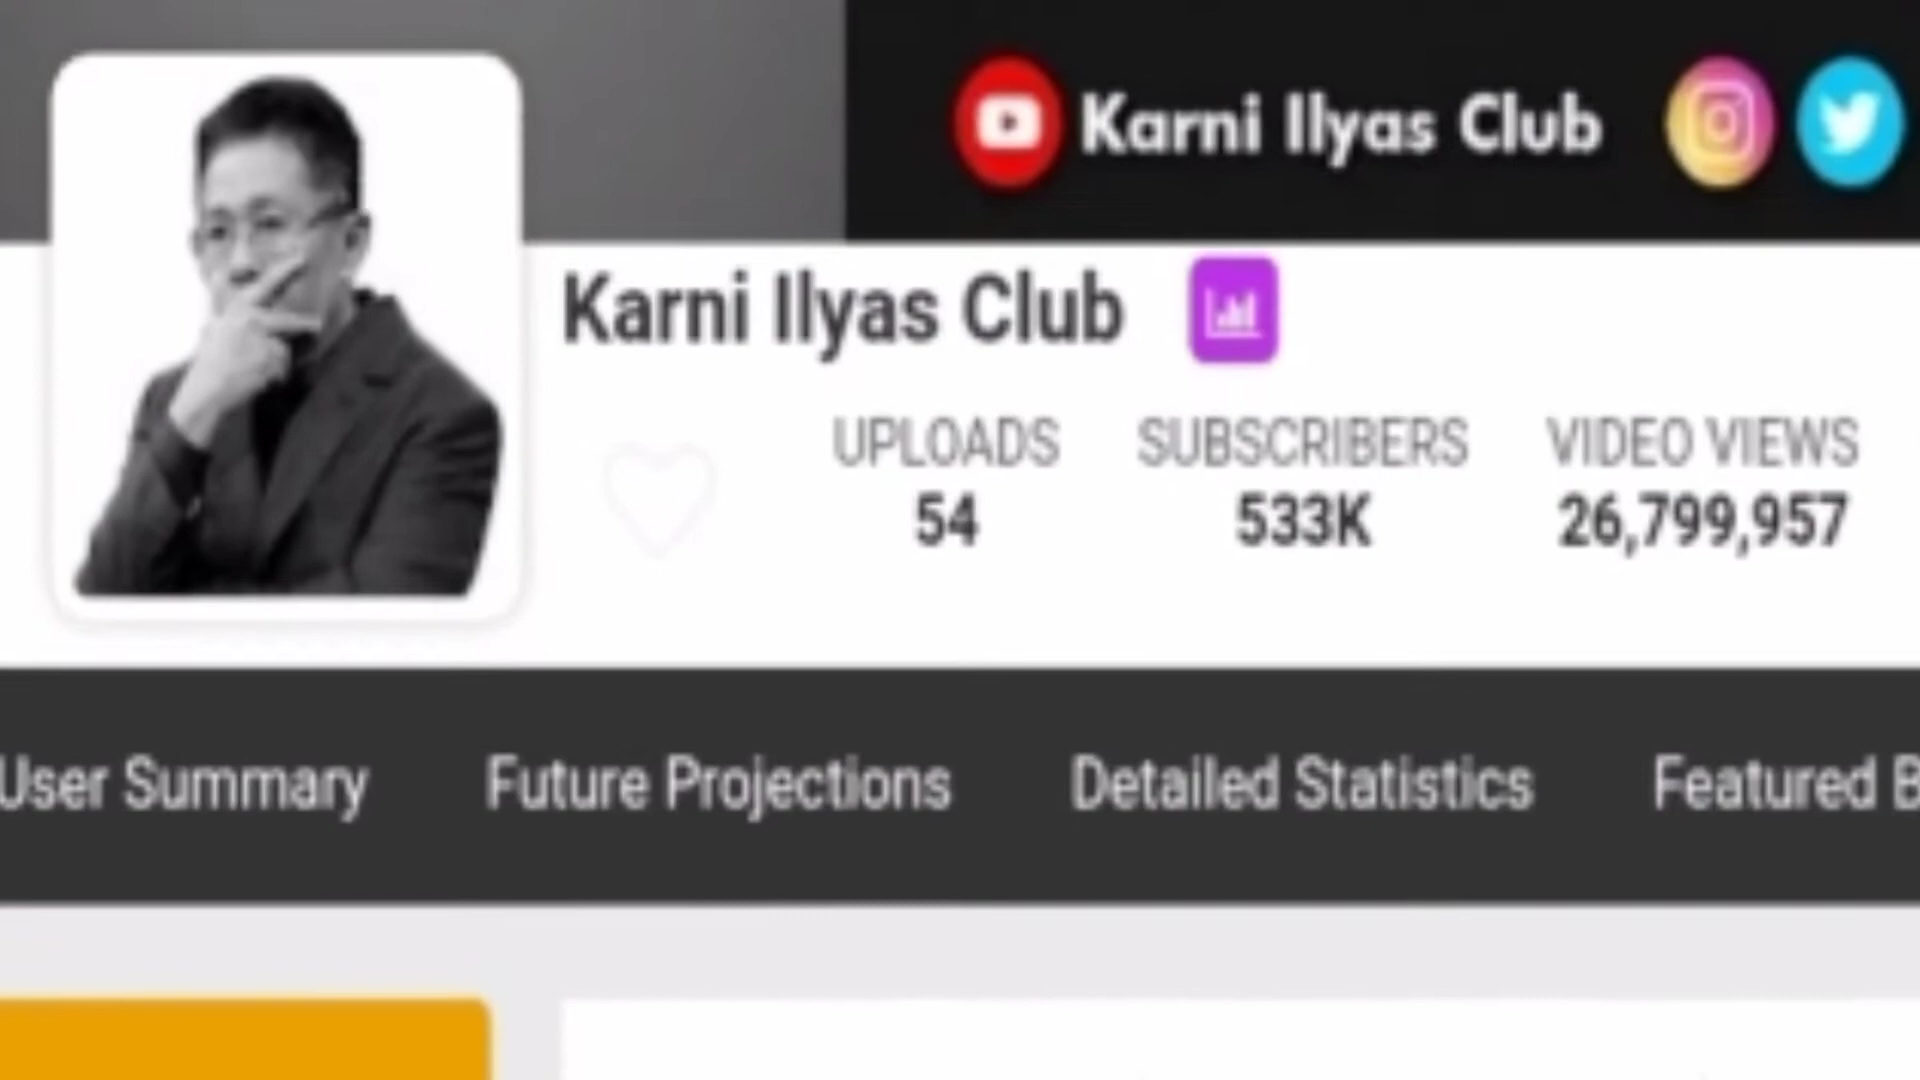 Karni Ilyas Club
Karni Ilyas Club
UPLOADS SUBSCRIBERS VIDEO VIEWS
54 533K 26,799,957
User Summary Future Projections Detailed Statistics Featured B